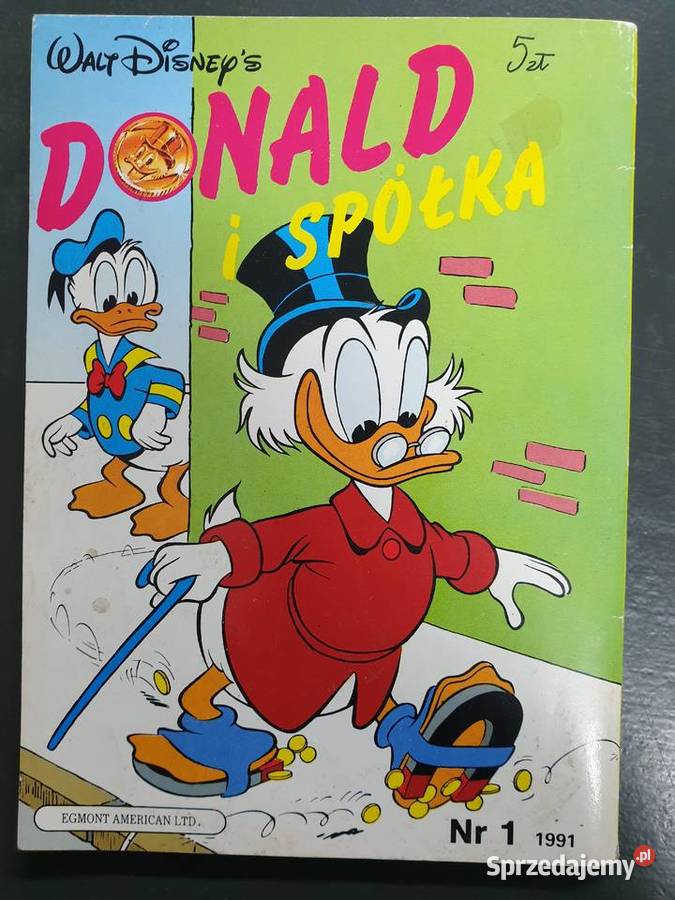 WALT DISNEY'S
5zł
DONALD
i SPÓŁKA
EGMONT AMERICAN LTD.
Nr 1 1991
Sprzedajemy.pl